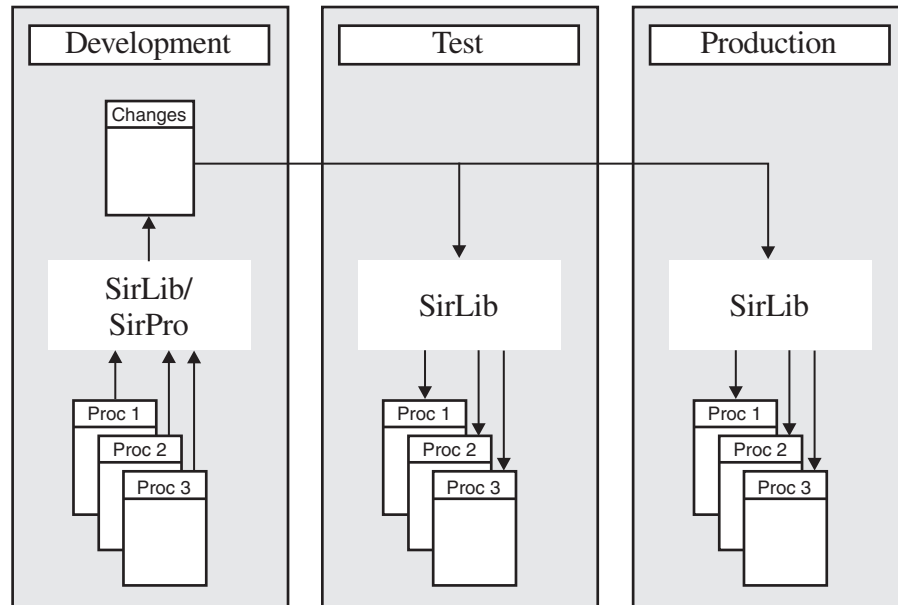 Development
Test
Production
Changes
SirLib/
SirPro
SirLib
SirLib
Proc 1
Proc 2
Proc 3
Proc 1
Proc 2
Proc 3
Proc 1
Proc 2
Proc 3